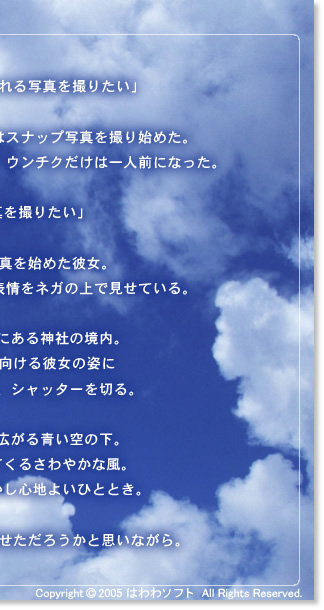 れる写真を撮りたい」
はスナップ写真を撮り始めた。
ウンチクだけは一人前になった。
真を撮りたい」
真を始めた彼女。
表情をネガの上で見せている。
にある神社の境内。
向ける彼女の姿に
、シャッターを切る。
広がる青い空の下。
てくるさわやかな風。
し心地よいひととき。
せただろうかと思いながら。
Copyright © 2005 はわわソフト All Rights Reserved.